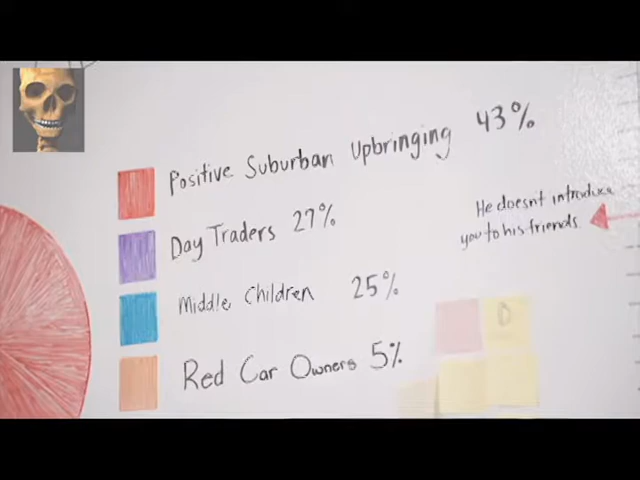 Positive Suburban Upbringing 43%
Day Traders 27%
Middle Children 25%
Red Car Owners 5%
He doesn't introduce
you to his friends.